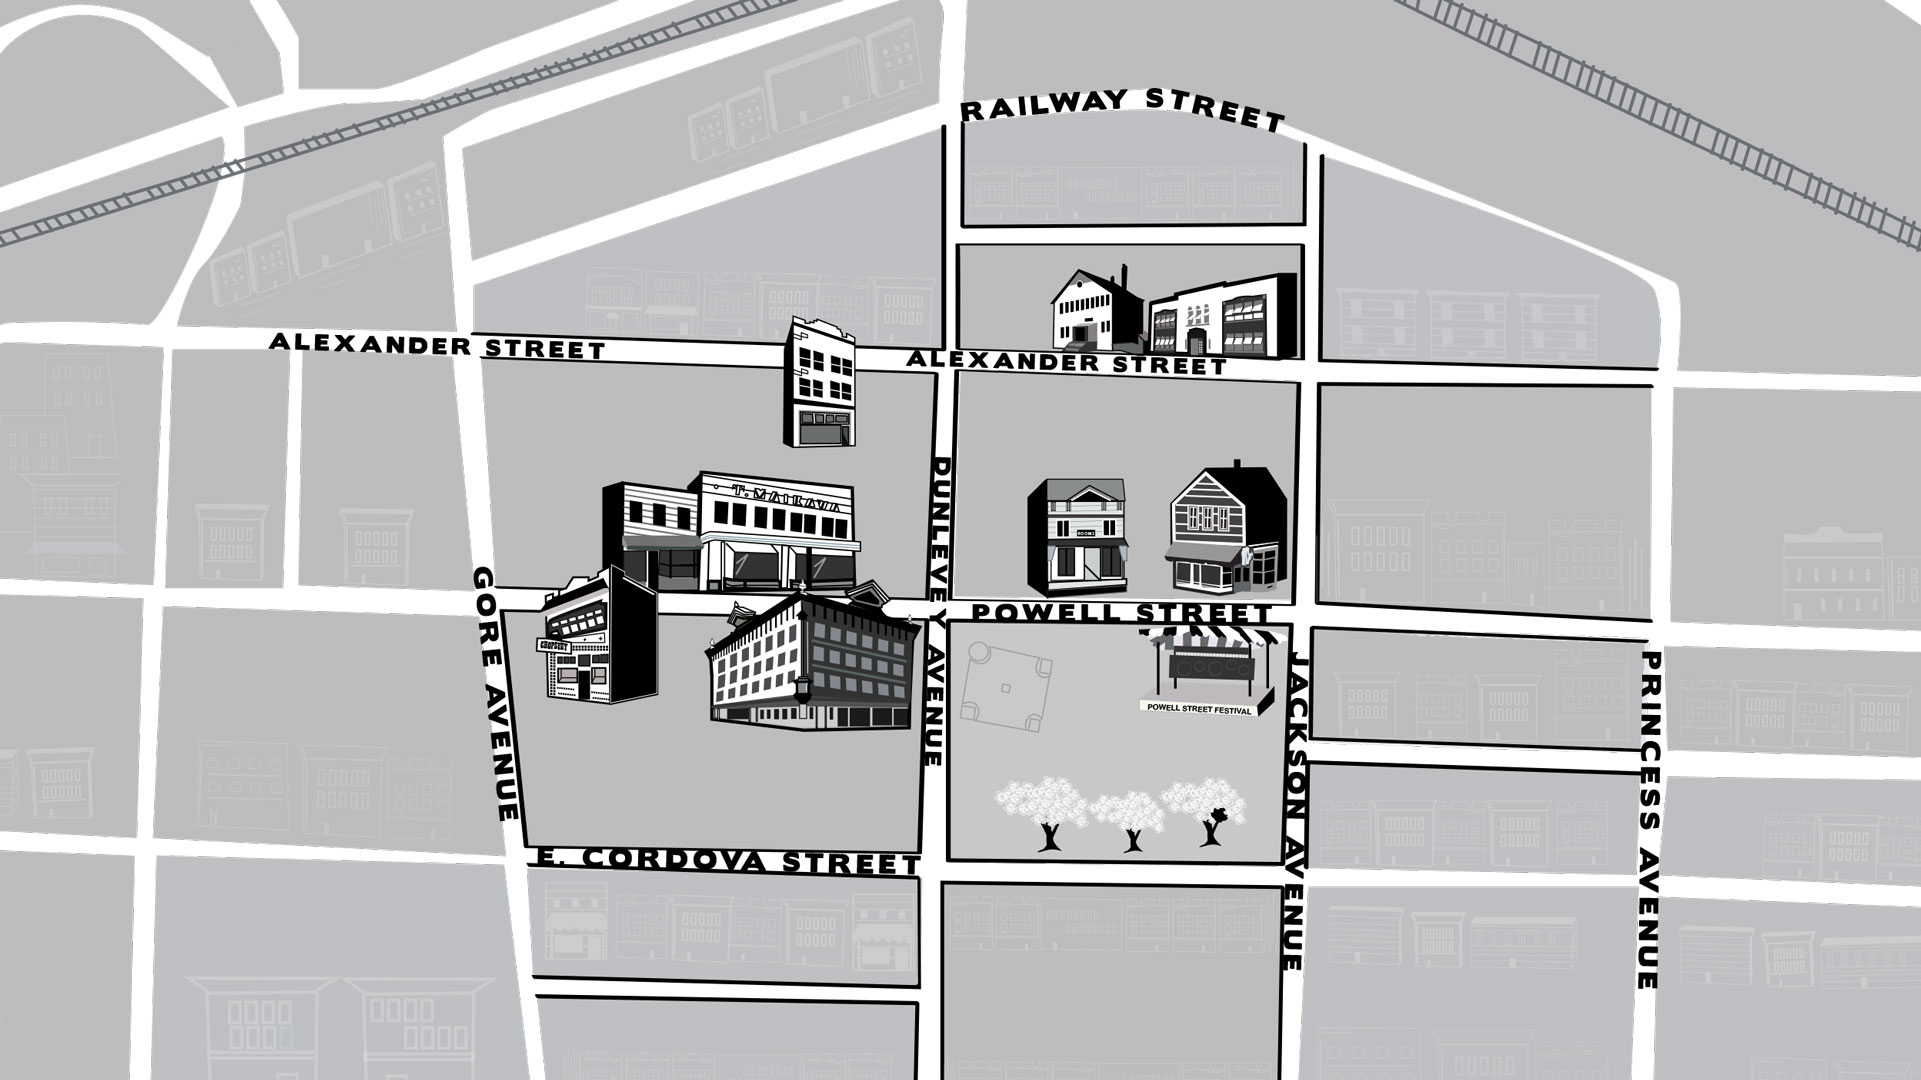 RAILWAY STREET
ALEXANDER STREET
ALEXANDER STREET
T. MAIKAWA
ROOMS
DUNLEVEY AVENUE
GORE AVENUE
POWELL STREET
POWELL STREET FESTIVAL
JACKSON AVENUE
PRINCESS AVENUE
E. CORDOVA STREET